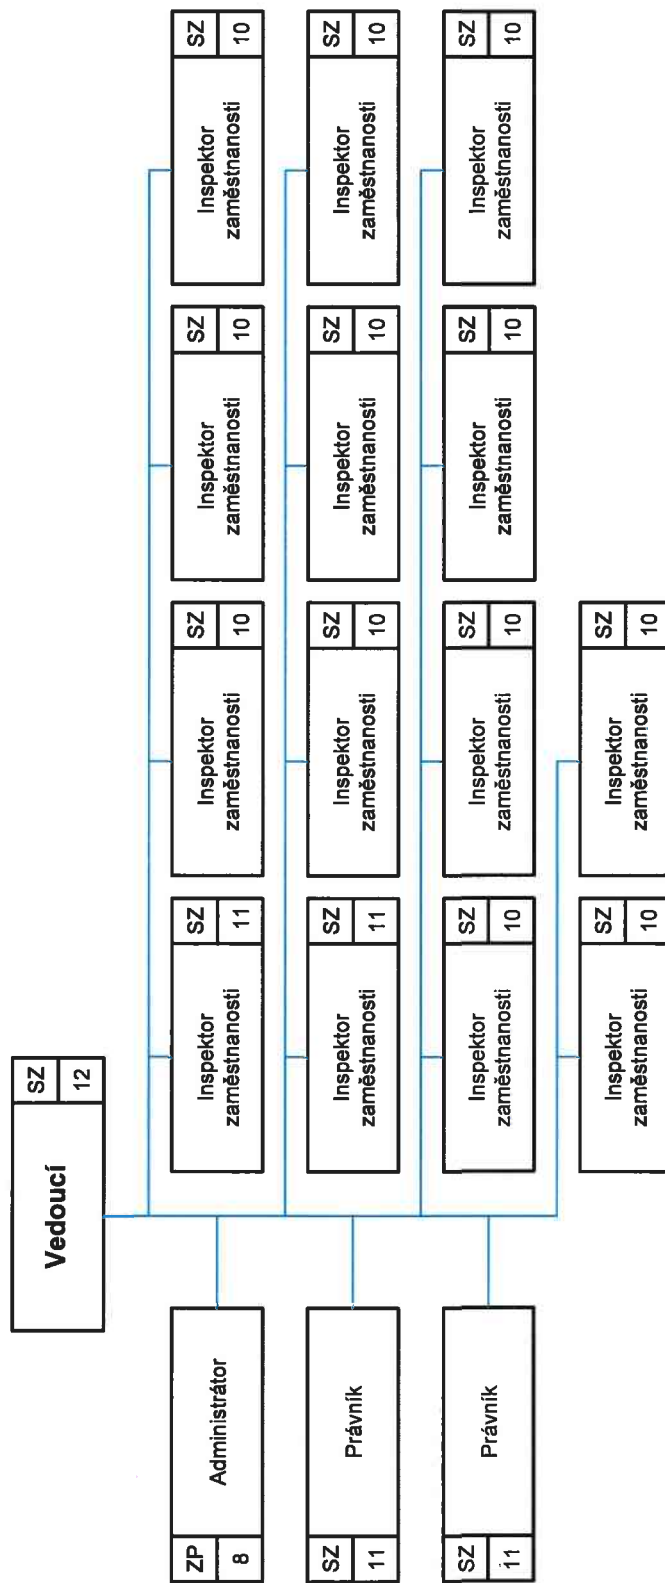 Vedoucí
SZ
12
ZP
8
Administrátor
Inspektor
zaměstnanosti
SZ
11
Inspektor
zaměstnanosti
SZ
10
Inspektor
zaměstnanosti
SZ
10
Inspektor
zaměstnanosti
SZ
10
SZ
11
Právník
Inspektor
zaměstnanosti
SZ
11
Inspektor
zaměstnanosti
SZ
10
Inspektor
zaměstnanosti
SZ
10
Inspektor
zaměstnanosti
SZ
10
SZ
11
Právník
Inspektor
zaměstnanosti
SZ
10
Inspektor
zaměstnanosti
SZ
10
Inspektor
zaměstnanosti
SZ
10
Inspektor
zaměstnanosti
SZ
10
Inspektor
zaměstnanosti
SZ
10
Inspektor
zaměstnanosti
SZ
10